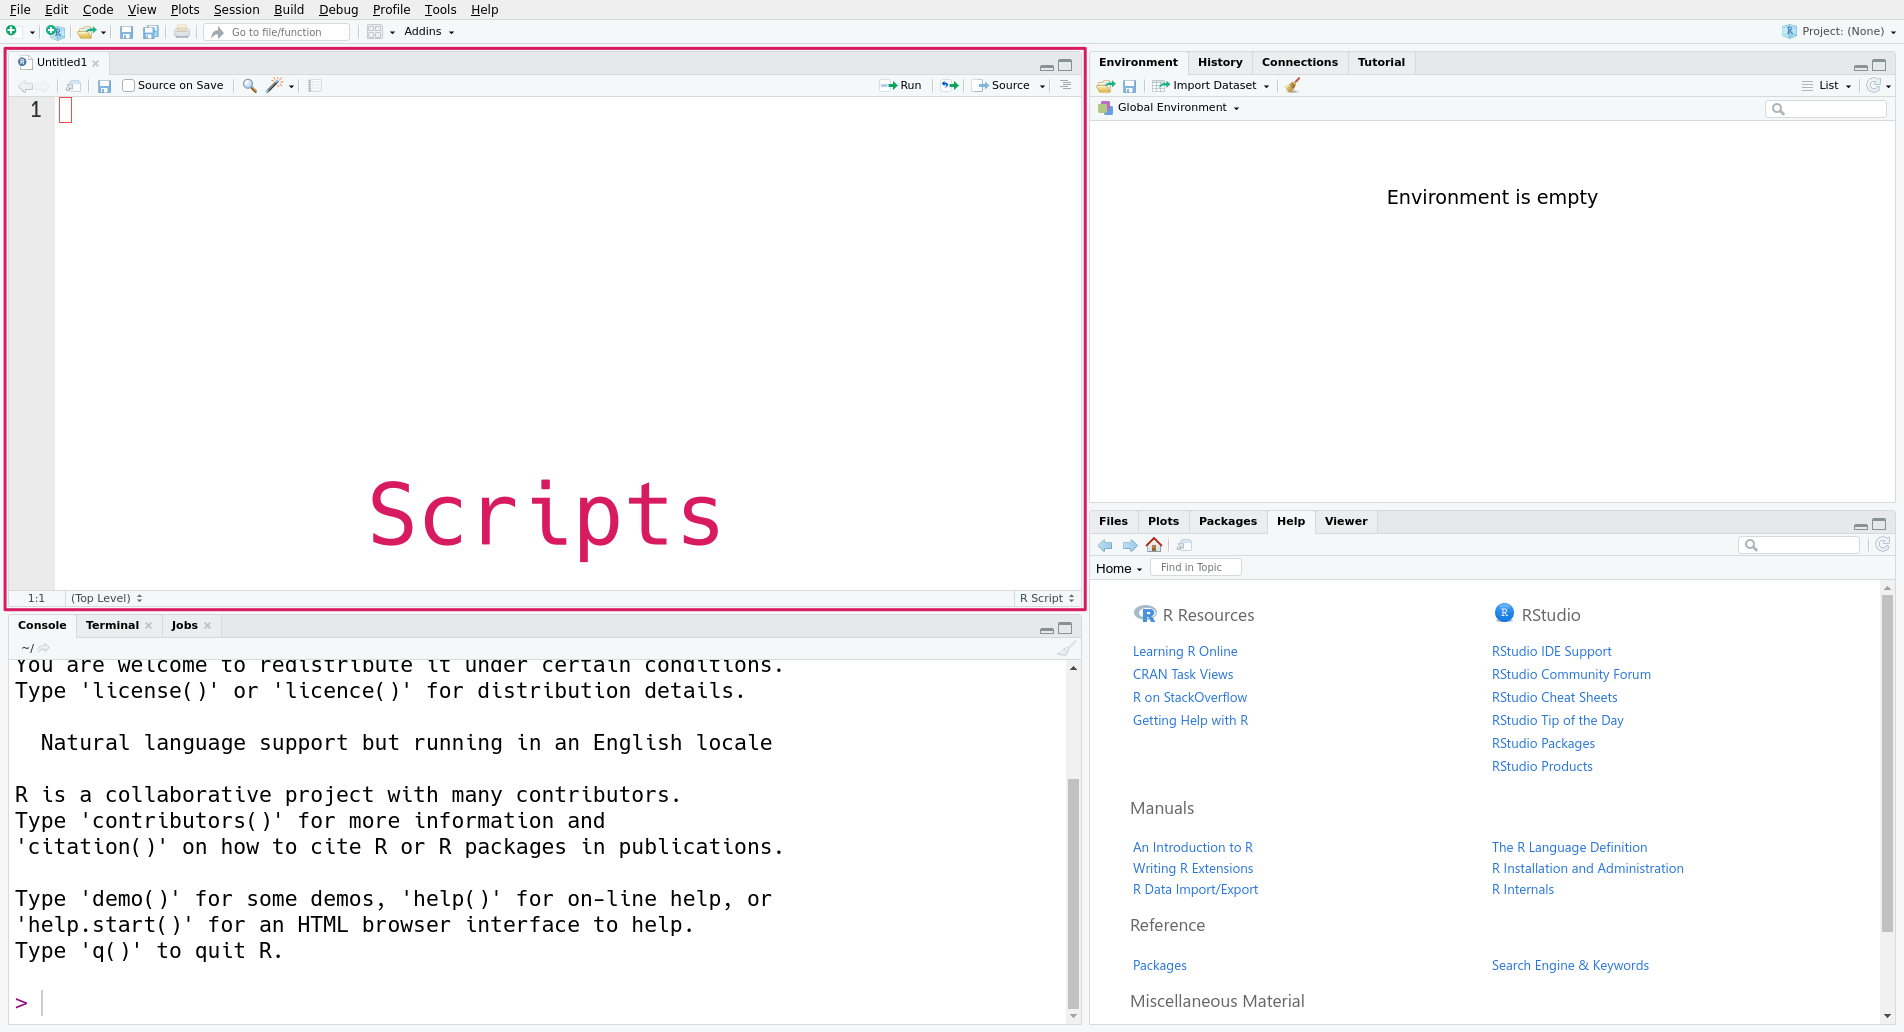 File Edit Code View Plots Session Build Debug Profile Tools Help
Go to file/function Addins Project: (None)
Untitled1
Source on Save Run Source
1
Scripts
1:1 (Top Level) R Script
Console Terminal Jobs
~/
You are welcome to redistribute it under certain conditions.
Type 'license()' or 'licence()' for distribution details.
Natural language support but running in an English locale
R is a collaborative project with many contributors.
Type 'contributors()' for more information and
'citation()' on how to cite R or R packages in publications.
Type 'demo()' for some demos, 'help()' for on-line help, or
'help.start()' for an HTML browser interface to help.
Type 'q()' to quit R.
>
Environment History Connections Tutorial
Import Dataset List
Global Environment
Environment is empty
Files Plots Packages Help Viewer
Home Find in Topic
R Resources
Learning R Online
CRAN Task Views
R on StackOverflow
Getting Help with R
RStudio
RStudio IDE Support
RStudio Community Forum
RStudio Cheat Sheets
RStudio Tip of the Day
RStudio Packages
RStudio Products
Manuals
An Introduction to R The R Language Definition
Writing R Extensions R Installation and Administration
R Data Import/Export R Internals
Reference
Packages Search Engine & Keywords
Miscellaneous Material